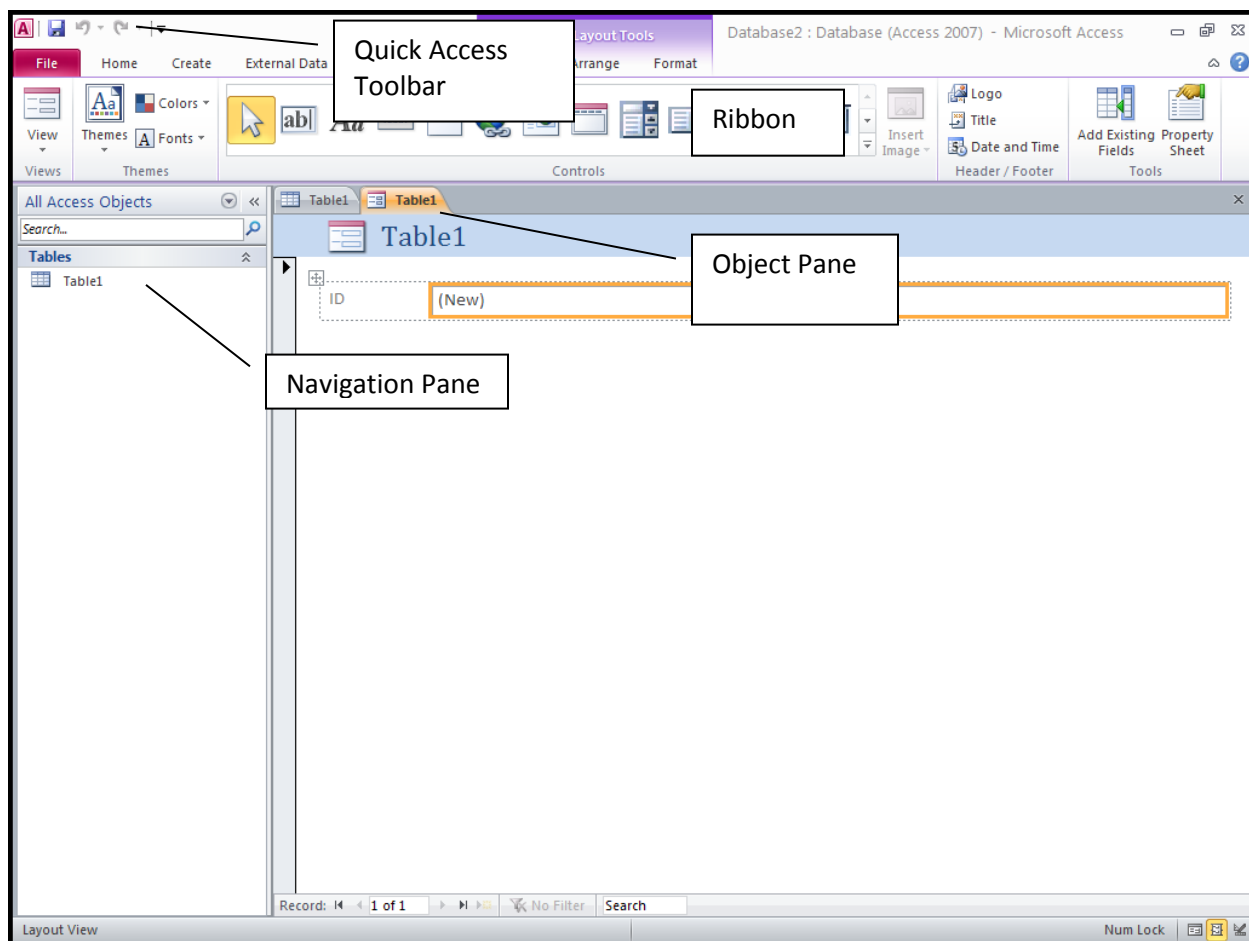 A
Quick Access
Toolbar
Layout Tools
Database2 : Database (Access 2007) - Microsoft Access
File Home Create External Data Arrange Format
View
Themes
Aa
Colors
A Fonts
ab|
Aa
Ribbon
Insert
Image
Logo
Title
Date and Time
Add Existing
Fields
Property
Sheet
Views Themes Controls Header / Footer Tools
All Access Objects
Table1 Table1
Search...
Table1
Tables
Table1
Object Pane
ID (New)
Navigation Pane
Record: 1 of 1 No Filter Search
Layout View Num Lock